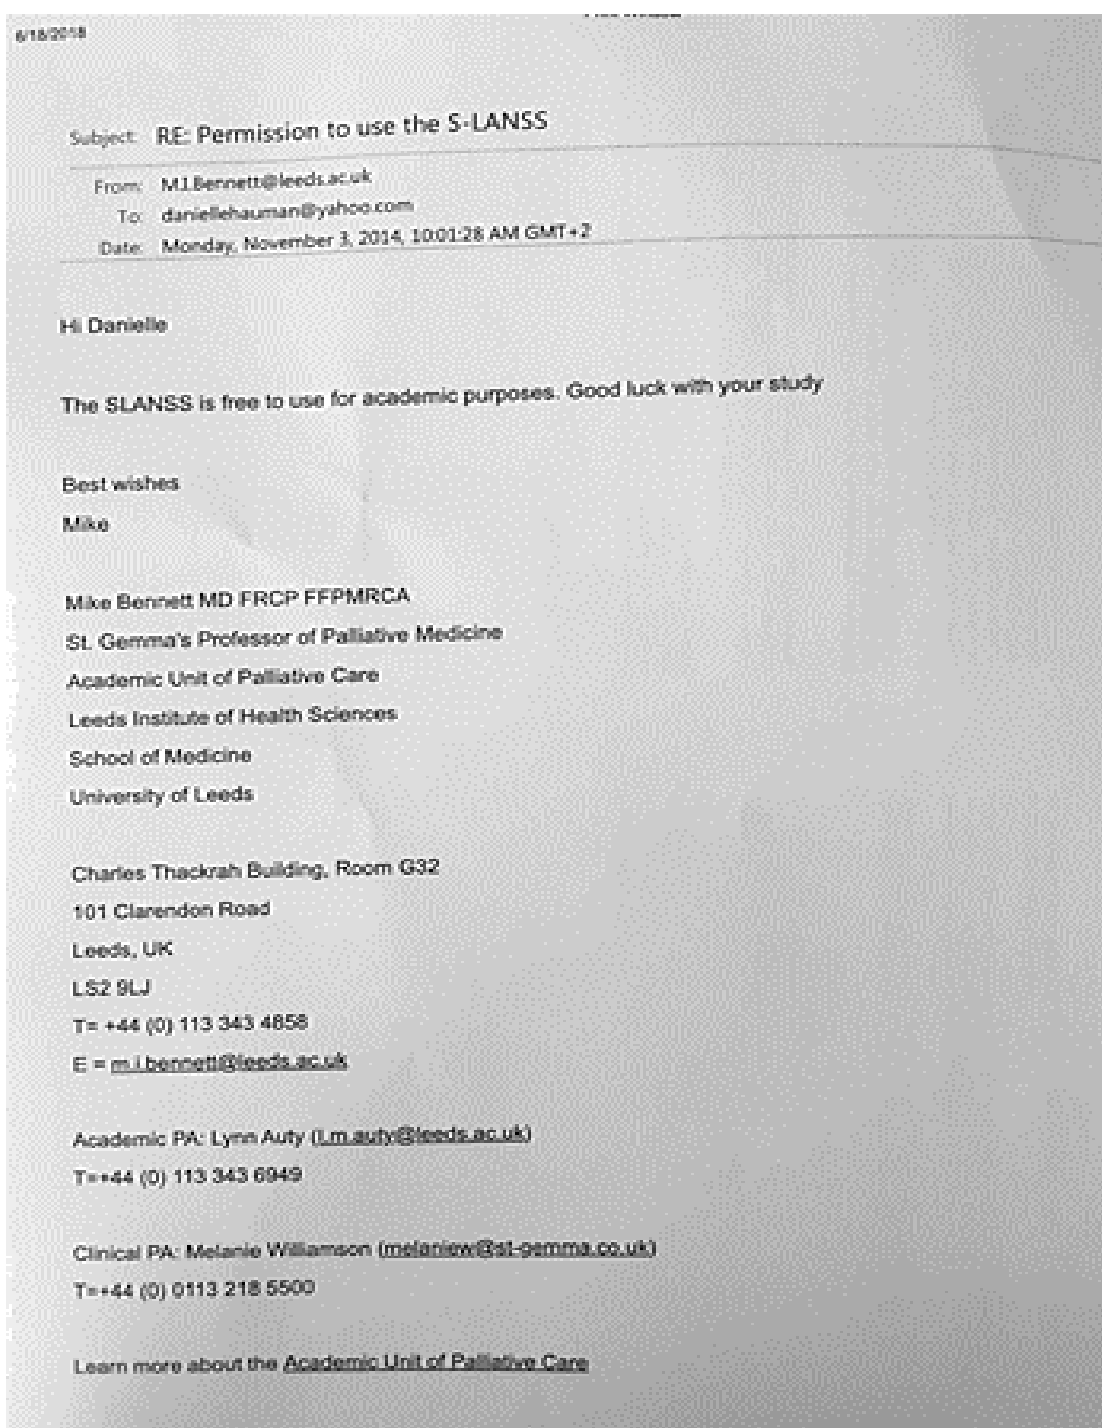 6/18/2018
Subject: RE: Permission to use the S-LANSS
From: M.I.Bennett@leeds.ac.uk
To: daniellehauman@yahoo.com
Date: Monday, November 3, 2014, 10:01:28 AM GMT+2
Hi Danielle
The SLANSS is free to use for academic purposes. Good luck with your study
Best wishes
Mike
Mike Bennett MD FRCP FFPMRCA
St. Gemma's Professor of Palliative Medicine
Academic Unit of Palliative Care
Leeds Institute of Health Sciences
School of Medicine
University of Leeds
Charles Thackrah Building, Room G32
101 Clarendon Road
Leeds, UK
LS2 9LJ
T= +44 (0) 113 343 4858
E = m.i.bennett@leeds.ac.uk
Academic PA: Lynn Auty (l.m.auty@leeds.ac.uk)
T=+44 (0) 113 343 6949
Clinical PA: Melanie Williamson (melaniew@st-gemma.co.uk)
T=+44 (0) 0113 218 5500
Learn more about the Academic Unit of Palliative Care